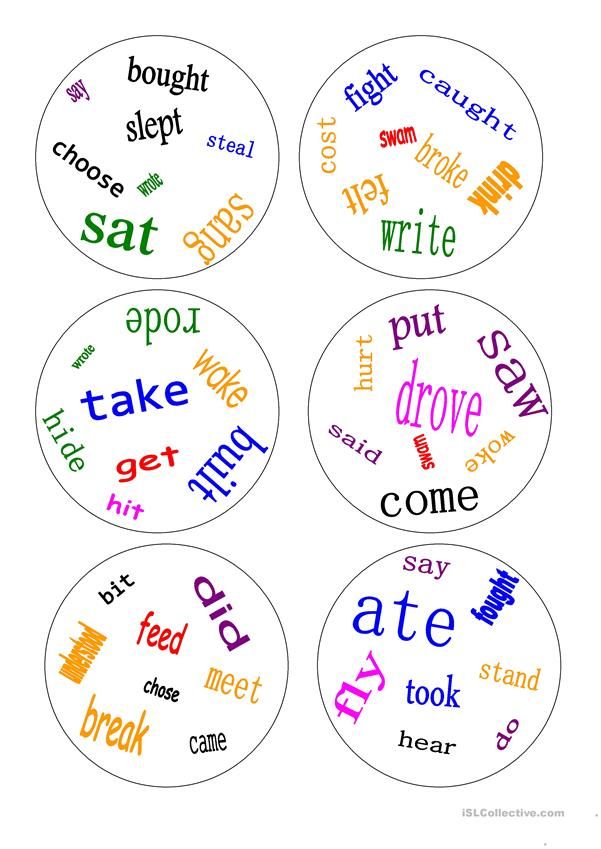 bought
say
slept
steal
choose
wrote
sat
sang
fight
caught
cost
swam
broke
drink
felt
write
rode
wrote
wake
take
hide
get
built
hit
put
saw
hurt
drove
said
swam
woke
come
bit
did
understood
feed
chose
meet
break
came
say
fought
ate
stand
fly
took
hear
do
iSLCollective.com